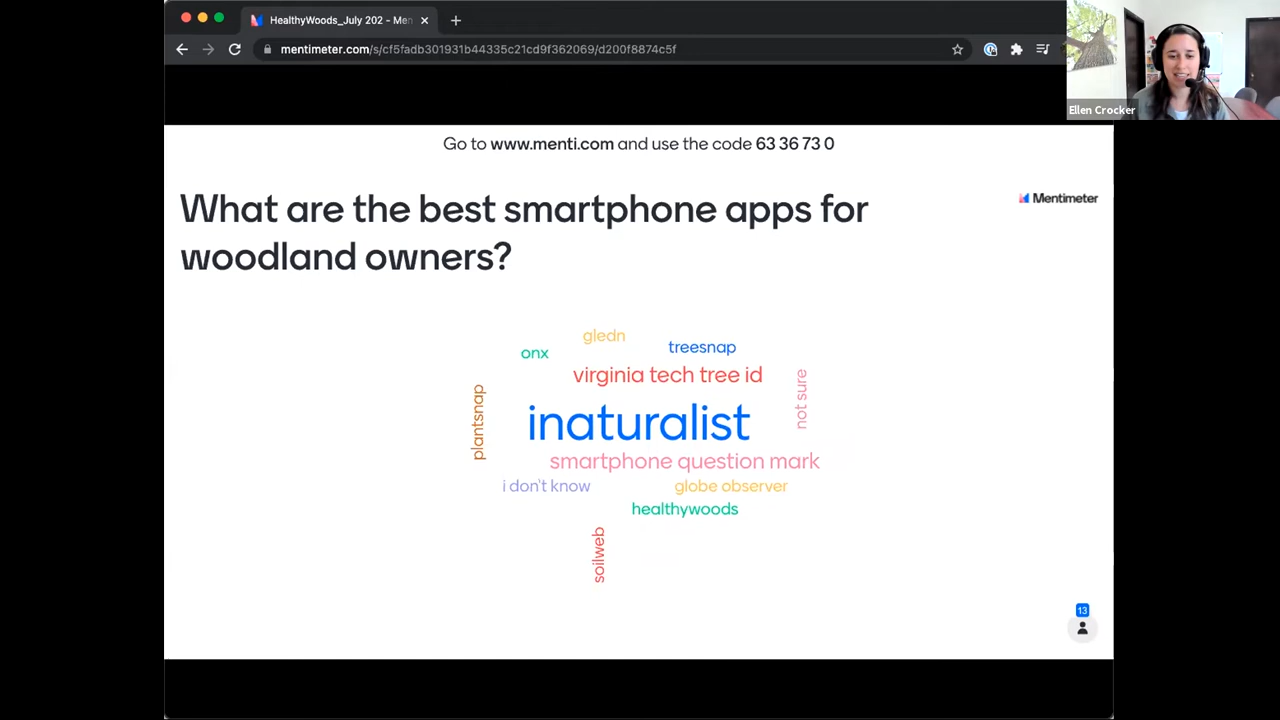 HealthyWoods_July 202 - Men
mentimeter.com/s/cf5fadb301931b44335c21cd9f362069/d200f8874c5f
Ellen Crocker
Go to www.menti.com and use the code 63 36 73 0
Mentimeter
What are the best smartphone apps for
woodland owners?
gledn
onx
treesnap
virginia tech tree id
not sure
plantsnap
inaturalist
smartphone question mark
i don't know
globe observer
healthywoods
soilweb
13